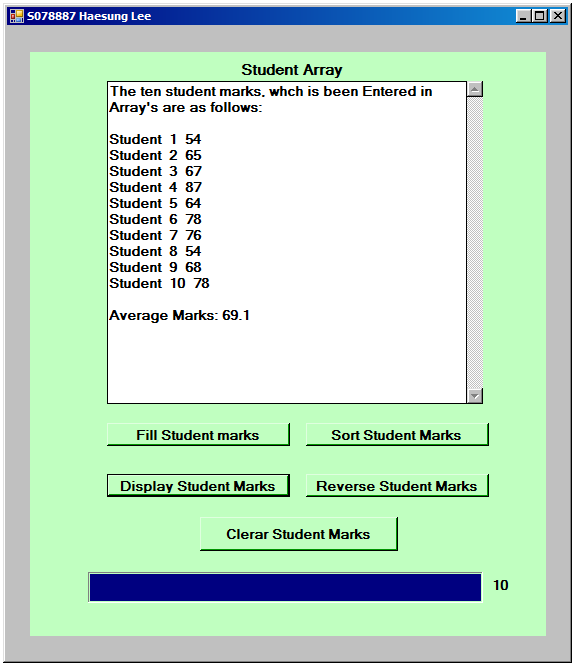 S078887 Haesung Lee
Student Array
The ten student marks, whch is been Entered in
Array's are as follows:
Student 1 54
Student 2 65
Student 3 67
Student 4 87
Student 5 64
Student 6 78
Student 7 76
Student 8 54
Student 9 68
Student 10 78
Average Marks: 69.1
Fill Student marks
Sort Student Marks
Display Student Marks
Reverse Student Marks
Clerar Student Marks
10